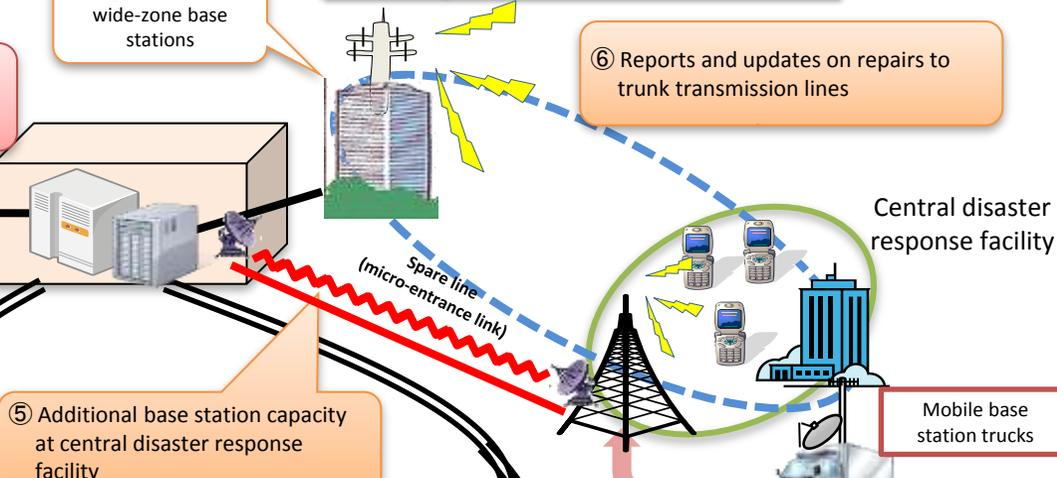 wide-zone base
stations
⑥ Reports and updates on repairs to
trunk transmission lines
Central disaster
response facility
Spare line
(micro-entrance link)
⑤ Additional base station capacity
at central disaster response
facility
Mobile base
station trucks